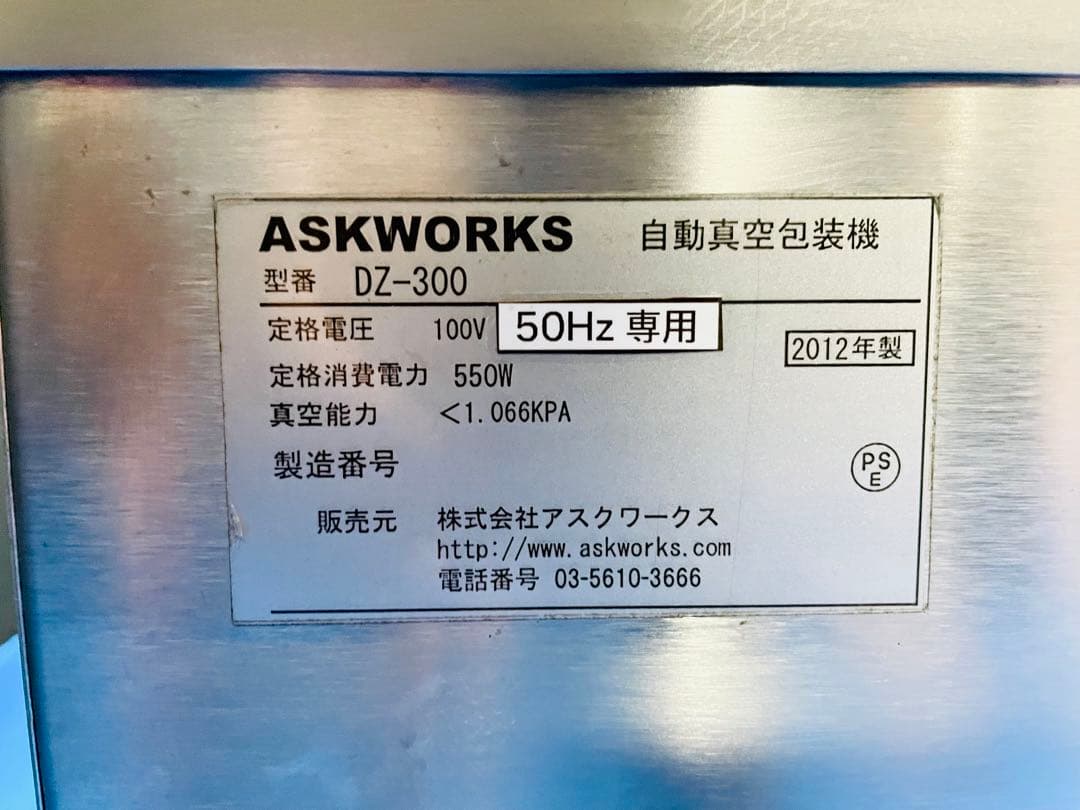 ASKWORKS 自動真空包装機
型番 DZ-300
定格電圧 100V 50Hz 専用
2012年製
定格消費電力 550W
真空能力 <1.066KPA
製造番号
PS
E
販売元 株式会社アスクワークス
http://www.askworks.com
電話番号 03-5610-3666